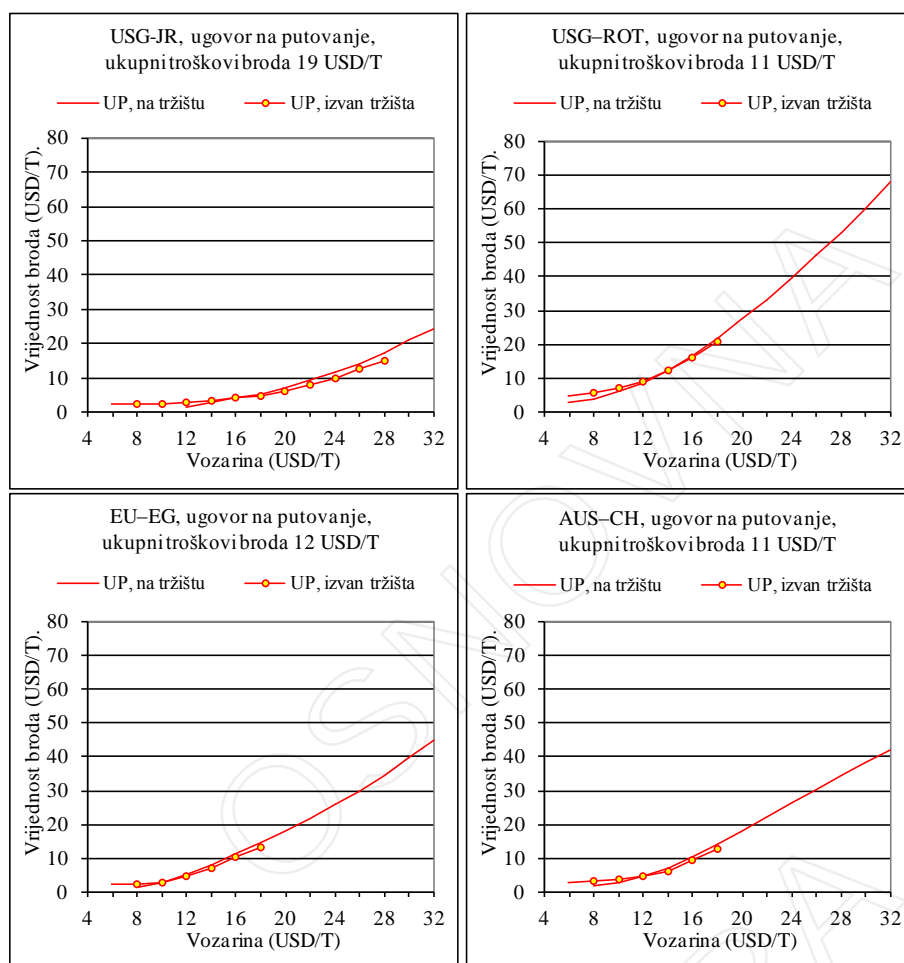 USG-JR, ugovor na putovanje,
ukupni troškovi broda 19 USD/T
UP, na tržištu UP, izvan tržišta
Vrijednost broda (USD/T).
80
70
60
50
40
30
20
10
0
4 8 12 16 20 24 28 32
Vozarina (USD/T)
USG–ROT, ugovor na putovanje,
ukupni troškovi broda 11 USD/T
UP, na tržištu UP, izvan tržišta
Vrijednost broda (USD/T).
80
70
60
50
40
30
20
10
0
4 8 12 16 20 24 28 32
Vozarina (USD/T)
EU–EG, ugovor na putovanje,
ukupni troškovi broda 12 USD/T
UP, na tržištu UP, izvan tržišta
Vrijednost broda (USD/T).
80
70
60
50
40
30
20
10
0
4 8 12 16 20 24 28 32
Vozarina (USD/T)
AUS–CH, ugovor na putovanje,
ukupni troškovi broda 11 USD/T
UP, na tržištu UP, izvan tržišta
Vrijednost broda (USD/T).
80
70
60
50
40
30
20
10
0
4 8 12 16 20 24 28 32
Vozarina (USD/T)
OSNOVNA